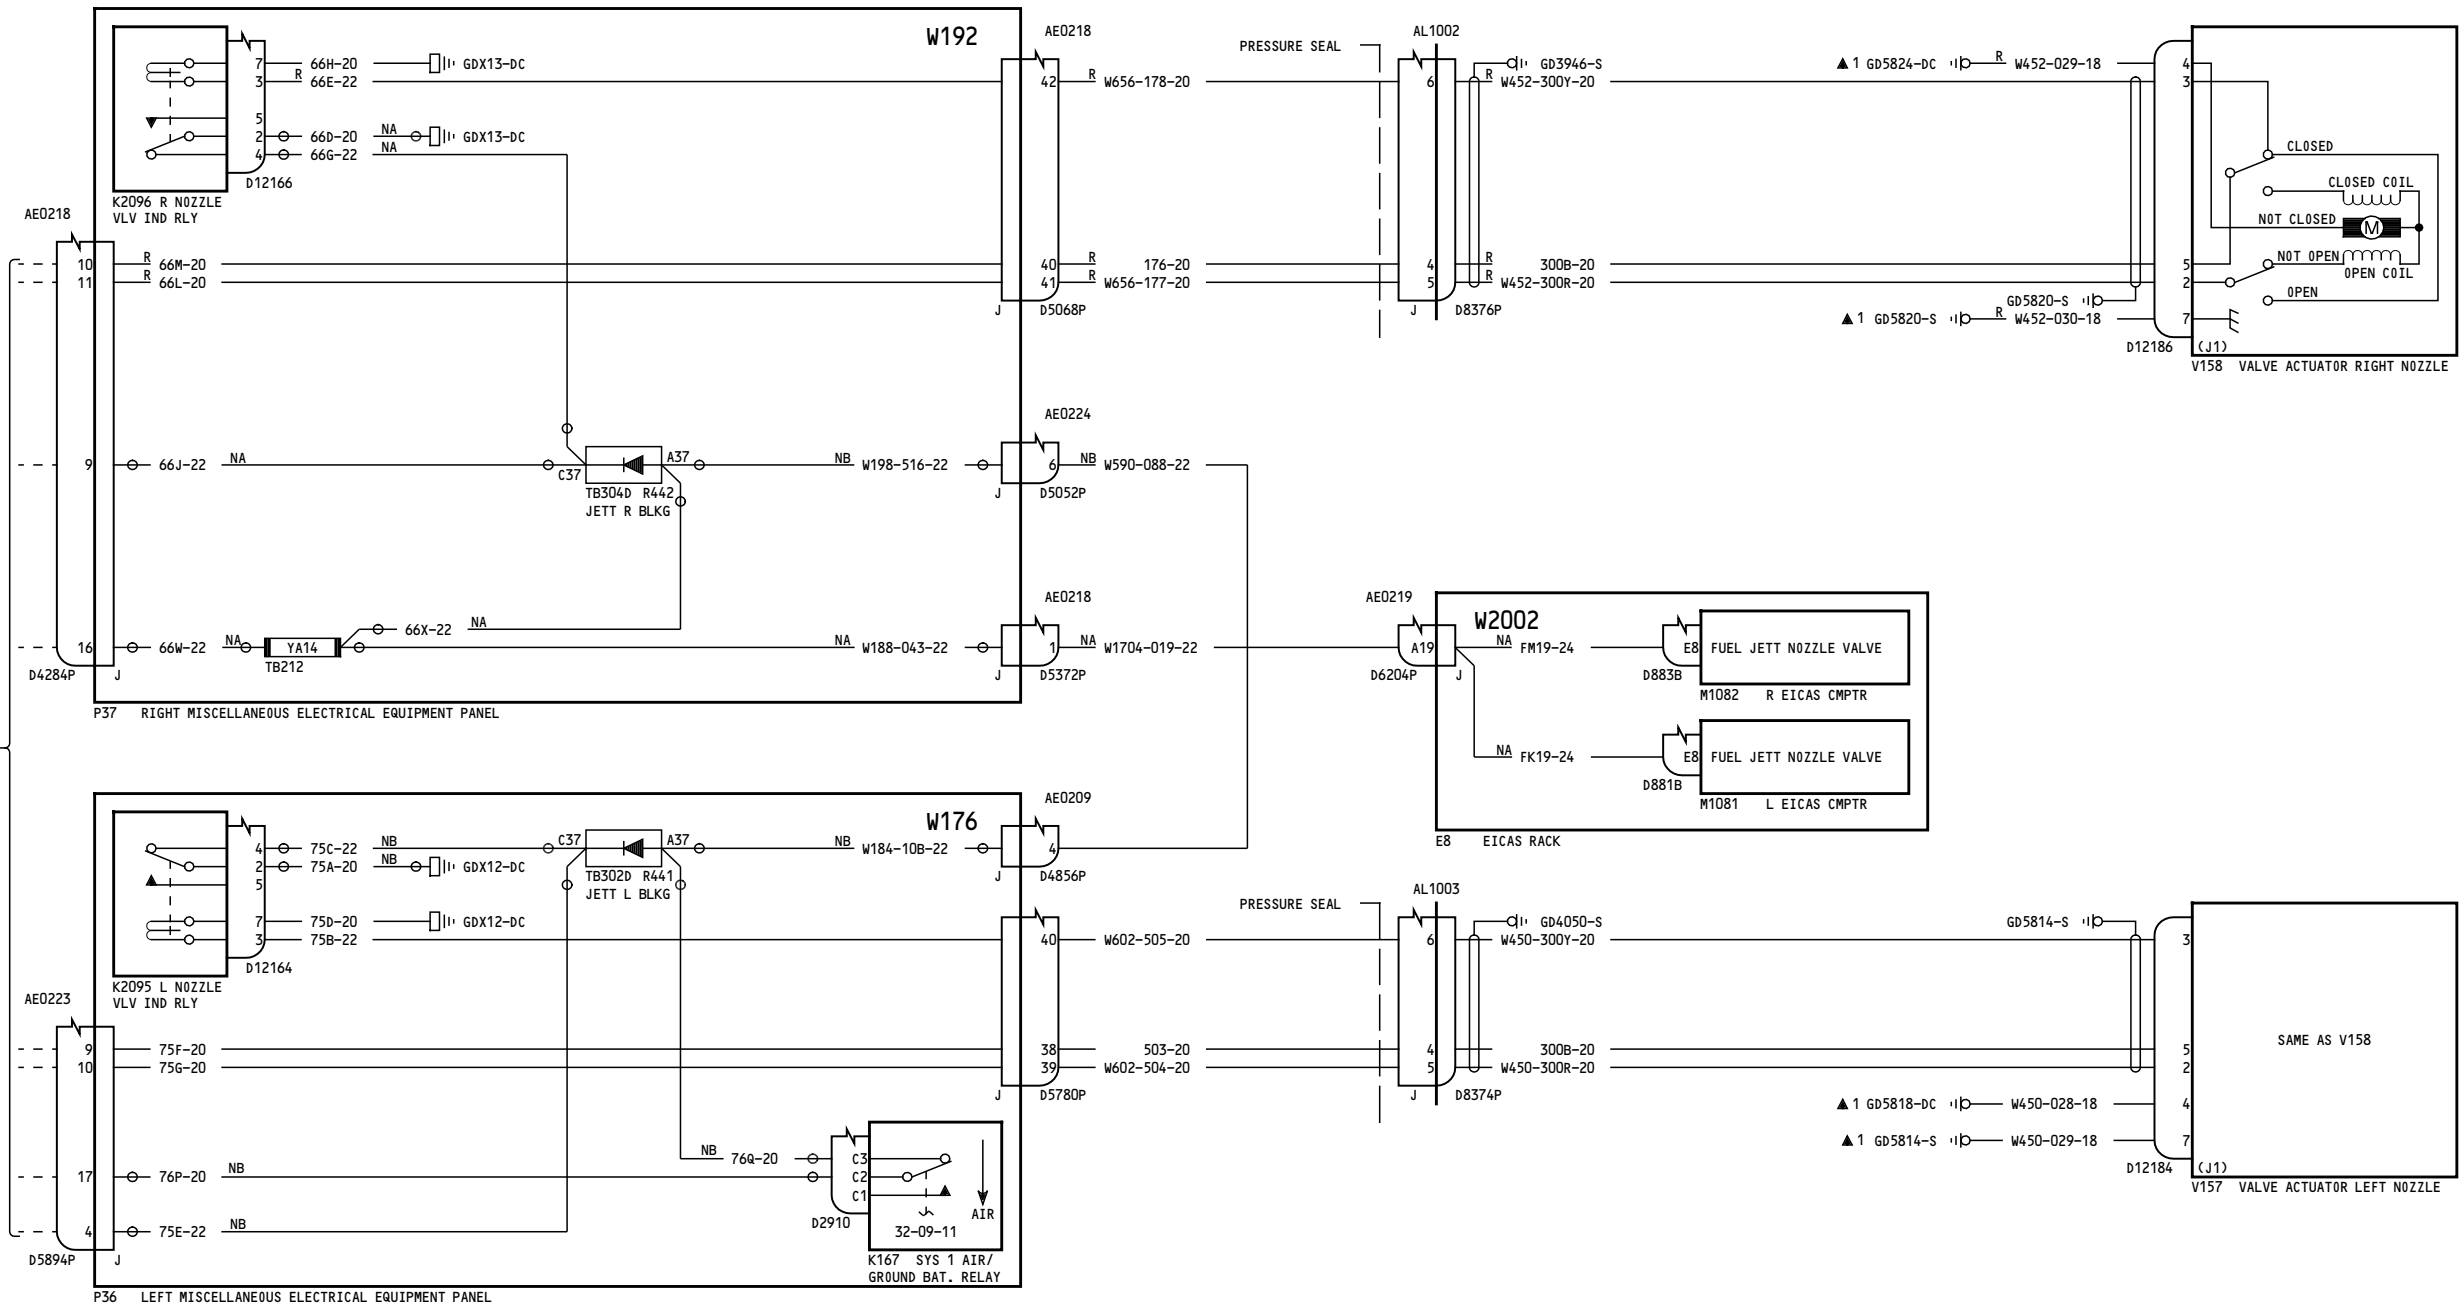 W192
AE0218
7
66H-20
GDX13-DC
3
R
66E-22
5
2
66D-20
NA
GDX13-DC
4
66G-22
NA
D12166
K2096 R NOZZLE
VLV IND RLY
42
R
W656-178-20
PRESSURE SEAL
AL1002
6
GD3946-S
R
W452-300Y-20
▲1 GD5824-DC
R
W452-029-18
4
3
CLOSED
CLOSED COIL
NOT CLOSED
M
NOT OPEN
OPEN COIL
OPEN
AE0218
10
R
66M-20
11
R
66L-20
40
R
176-20
41
R
W656-177-20
J
D5068P
4
R
300B-20
5
R
W452-300R-20
J
D8376P
5
2
GD5820-S
▲1 GD5820-S
R
W452-030-18
7
D12186
(J1)
V158 VALVE ACTUATOR RIGHT NOZZLE
9
66J-22
NA
C37
A37
TB304D R442
JETT R BLKG
NB
W198-516-22
AE0224
6
J
D5052P
NB
W590-088-22
16
66W-22
NA
YA14
TB212
66X-22
NA
NA
W188-043-22
AE0218
1
J
D5372P
NA
W1704-019-22
D4284P
J
P37 RIGHT MISCELLANEOUS ELECTRICAL EQUIPMENT PANEL
AE0219
A19
D6204P
J
W2002
NA
FM19-24
E8
FUEL JETT NOZZLE VALVE
D883B
M1082 R EICAS CMPTR
NA
FK19-24
E8
FUEL JETT NOZZLE VALVE
D881B
M1081 L EICAS CMPTR
E8 EICAS RACK
W176
AE0209
4
75C-22
NB
2
75A-20
NB
GDX12-DC
5
7
75D-20
GDX12-DC
3
75B-22
D12164
K2095 L NOZZLE
VLV IND RLY
C37
A37
TB302D R441
JETT L BLKG
NB
W184-10B-22
4
J
D4856P
40
W602-505-20
PRESSURE SEAL
AL1003
6
GD4050-S
W450-300Y-20
GD5814-S
3
AE0223
9
75F-20
10
75G-20
38
503-20
39
W602-504-20
J
D5780P
4
300B-20
5
W450-300R-20
J
D8374P
5
2
SAME AS V158
▲1 GD5818-DC
W450-028-18
4
▲1 GD5814-S
W450-029-18
7
D12184
(J1)
V157 VALVE ACTUATOR LEFT NOZZLE
NB
76Q-20
C3
C2
C1
AIR
D2910
32-09-11
K167 SYS 1 AIR/
GROUND BAT. RELAY
17
76P-20
NB
4
75E-22
NB
D5894P
J
P36 LEFT MISCELLANEOUS ELECTRICAL EQUIPMENT PANEL